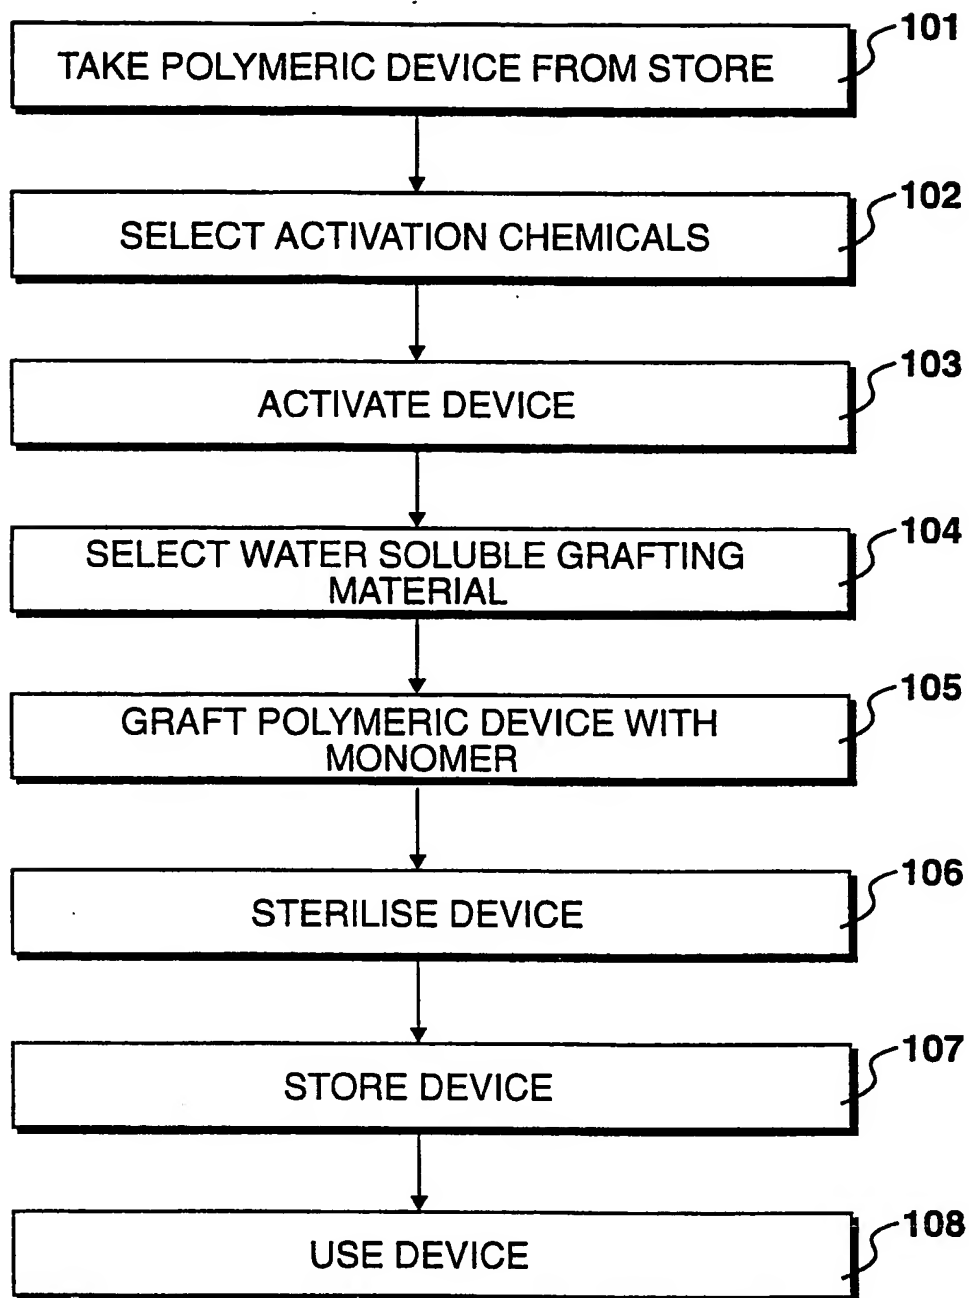 101
TAKE POLYMERIC DEVICE FROM STORE
102
SELECT ACTIVATION CHEMICALS
103
ACTIVATE DEVICE
104
SELECT WATER SOLUBLE GRAFTING
MATERIAL
105
GRAFT POLYMERIC DEVICE WITH
MONOMER
106
STERILISE DEVICE
107
STORE DEVICE
108
USE DEVICE